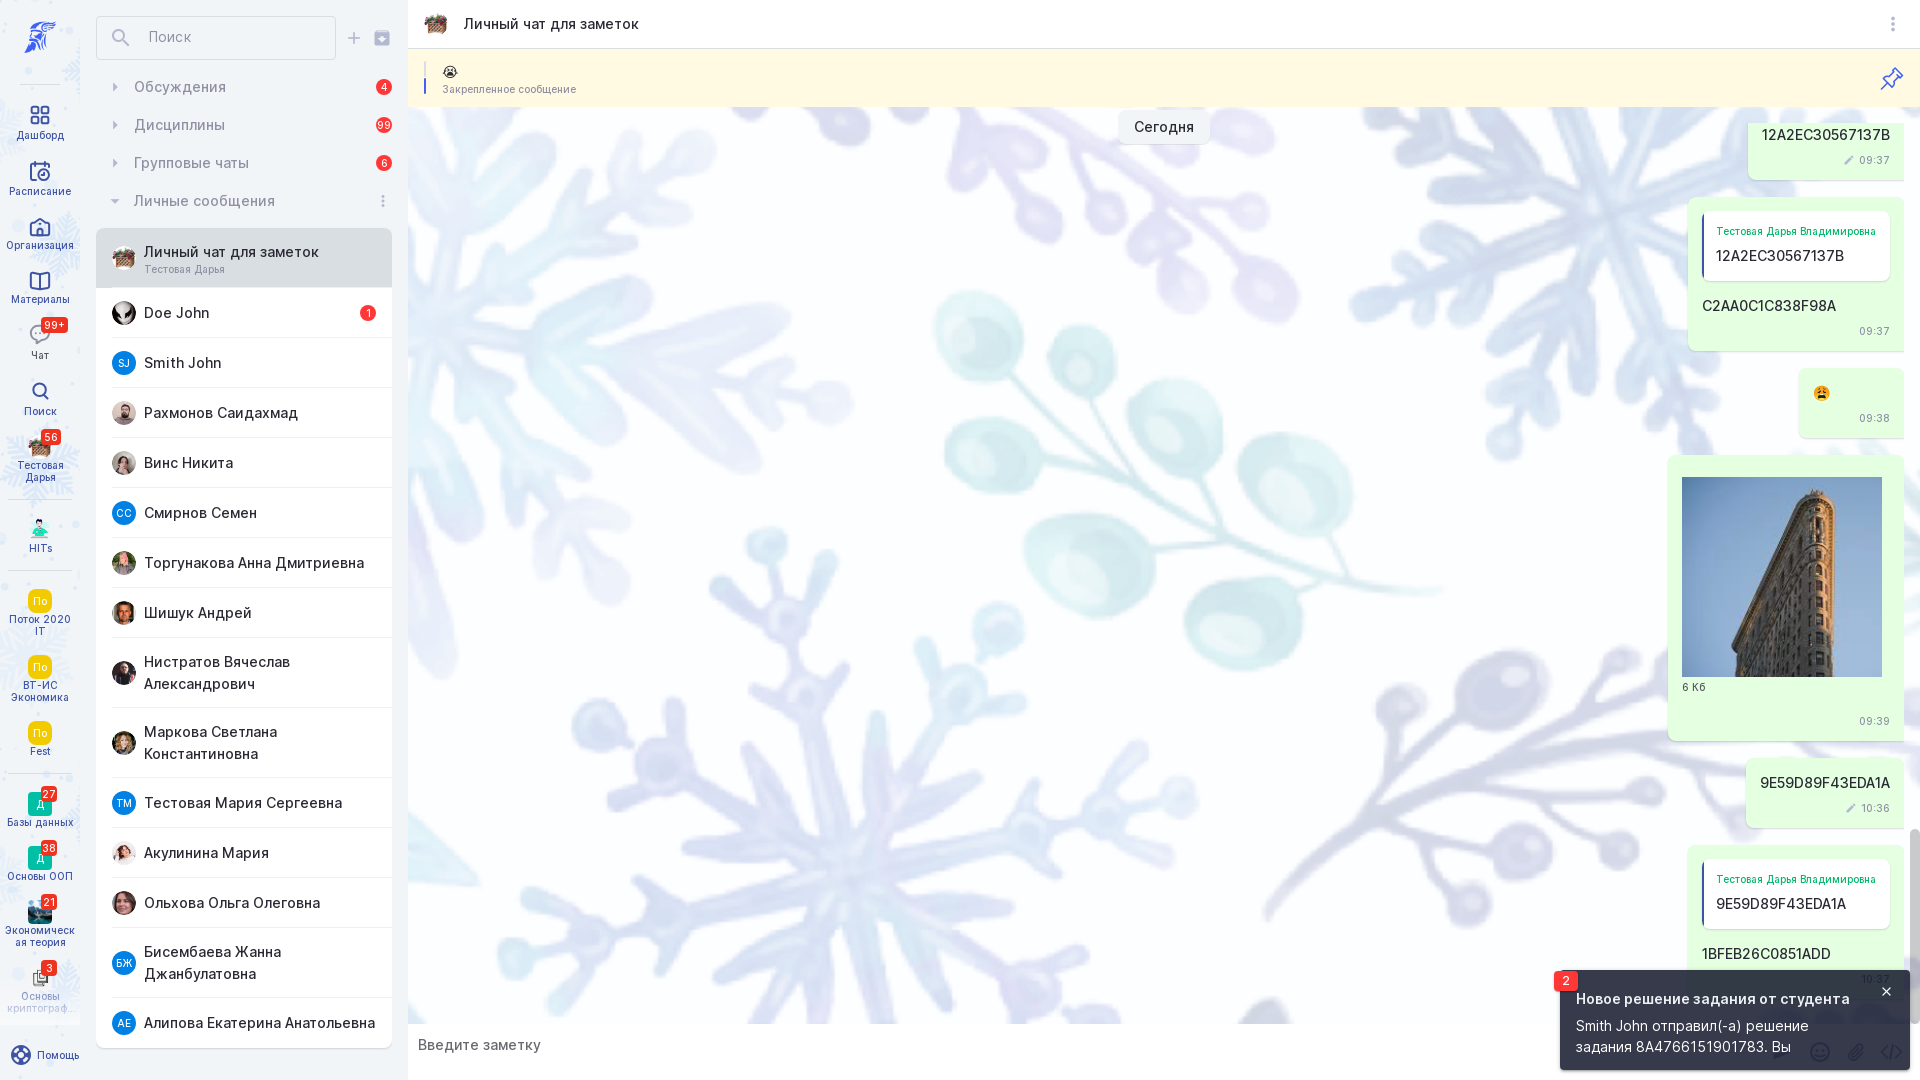 Дашборд
Расписание
Организация
Материалы
99+
Чат
Поиск
56
Тестовая
Дарья
HITs
По
Поток 2020
IT
По
ВТ-ИС
Экономика
По
Fest
27
Д
Базы данных
38
Д
Основы ООП
21
Экономическ
ая теория
3
Основы
криптограф...
Помощь
Поиск
Обсуждения
4
Дисциплины
99
Групповые чаты
6
Личные сообщения
Личный чат для заметок
Тестовая Дарья
Doe John
1
SJ
Smith John
Рахмонов Саидахмад
Винс Никита
СС
Смирнов Семен
Торгунакова Анна Дмитриевна
Шишук Андрей
Нистратов Вячеслав
Александрович
Маркова Светлана
Константиновна
ТМ
Тестовая Мария Сергеевна
Акулинина Мария
Ольхова Ольга Олеговна
БЖ
Бисембаева Жанна
Джанбулатовна
АЕ
Алипова Екатерина Анатольевна
Личный чат для заметок
😭
Закрепленное сообщение
Сегодня
12A2EC30567137B
09:37
Тестовая Дарья Владимировна
12A2EC30567137B
C2AA0C1C838F98A
09:37
😩
09:38
6 Кб
09:39
9E59D89F43EDA1A
10:36
Тестовая Дарья Владимировна
9E59D89F43EDA1A
1BFEB26C0851ADD
10:37
Введите заметку
2
Новое решение задания от студента
Smith John отправил(-а) решение
задания 8A4766151901783. Вы